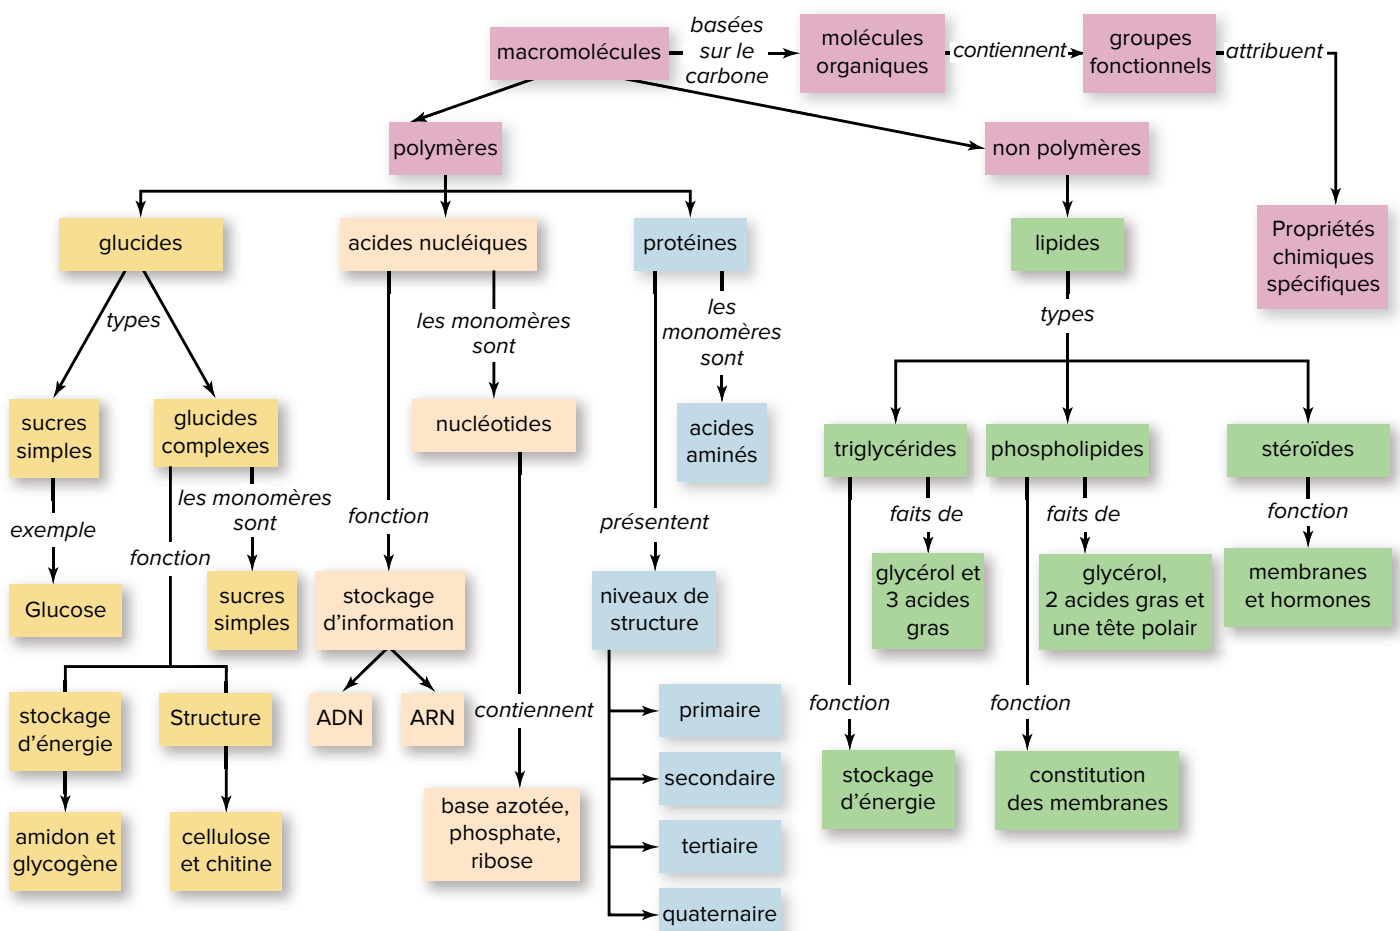 macromolécules
basées
sur le
carbone
molécules
organiques
contiennent
groupes
fonctionnels
attribuent
polymères
non polymères
Propriétés
chimiques
spécifiques
glucides
acides nucléiques
protéines
lipides
types
les monomères
sont
les
monomères
sont
types
sucres
simples
glucides
complexes
nucléotides
acides
aminés
triglycérides
phospholipides
stéroïdes
exemple
les monomères
sont
fonction
fonction
présentent
faits de
faits de
fonction
Glucose
sucres
simples
stockage
d'information
niveaux de
structure
glycérol et
3 acides
gras
glycérol,
2 acides gras et
une tête polair
membranes
et hormones
stockage
d'énergie
Structure
ADN
ARN
contiennent
primaire
secondaire
tertiaire
quaternaire
fonction
fonction
stockage
d'énergie
constitution
des membranes
amidon et
glycogène
cellulose
et chitine
base azotée,
phosphate,
ribose